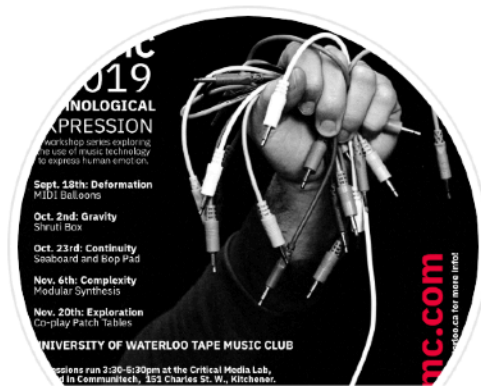 2019
TECHNOLOGICAL
EXPRESSION
workshop series exploring
the use of music technology
to express human emotion.
Sept. 18th: Deformation
MIDI Balloons
Oct. 2nd: Gravity
Shruti Box
Oct. 23rd: Continuity
Seaboard and Bop Pad
Nov. 6th: Complexity
Modular Synthesis
Nov. 20th: Exploration
Co-play Patch Tables
UNIVERSITY OF WATERLOO TAPE MUSIC CLUB
sessions run 3:30-5:30pm at the Critical Media Lab,
in Communitech, 151 Charles St. W., Kitchener.
mc.com
rloo.ca for more info!